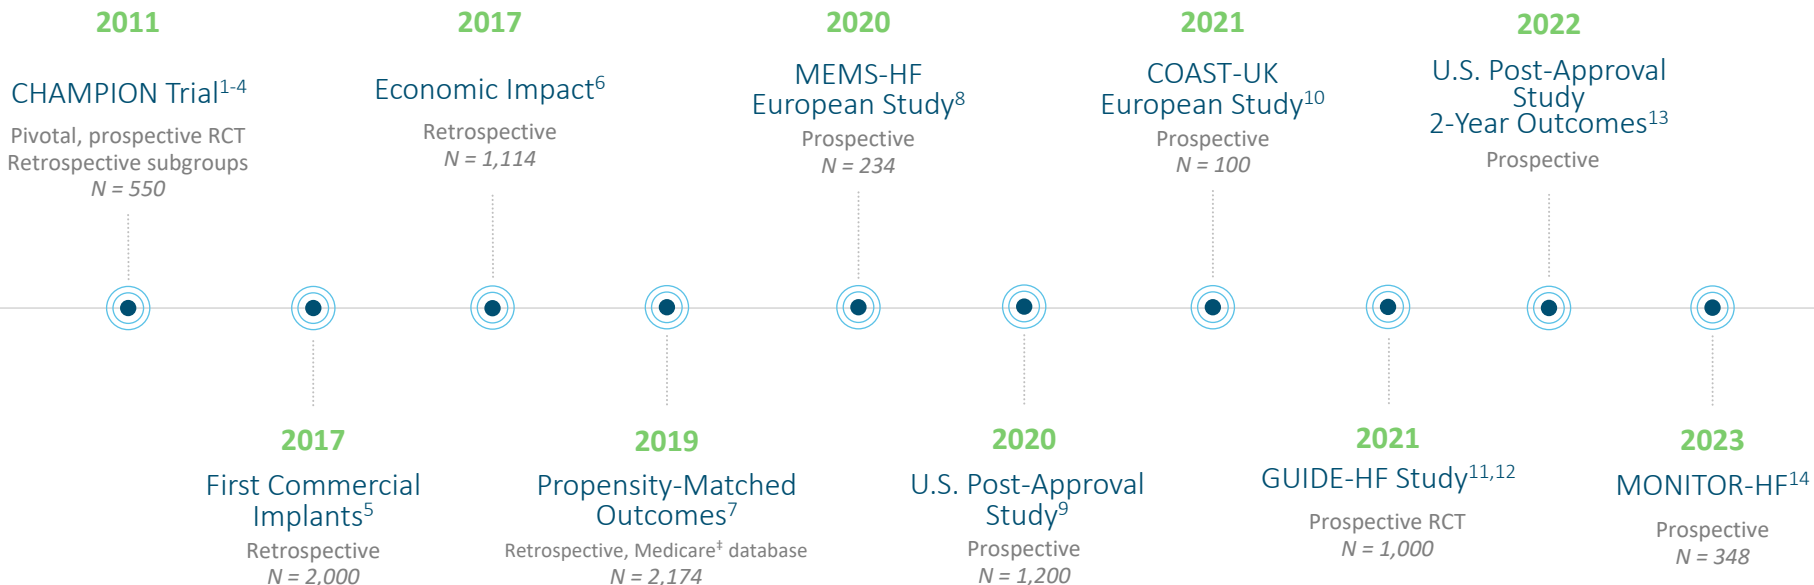 2011
CHAMPION Trial1-4
Pivotal, prospective RCT
Retrospective subgroups
N = 550
2017
First Commercial
Implants5
Retrospective
N = 2,000
2017
Economic Impact6
Retrospective
N = 1,114
2019
Propensity-Matched
Outcomes7
Retrospective, Medicare‡ database
N = 2,174
2020
MEMS-HF
European Study8
Prospective
N = 234
2020
U.S. Post-Approval
Study9
Prospective
N = 1,200
2021
COAST-UK
European Study10
Prospective
N = 100
2021
GUIDE-HF Study11,12
Prospective RCT
N = 1,000
2022
U.S. Post-Approval
Study
2-Year Outcomes13
Prospective
2023
MONITOR-HF14
Prospective
N = 348